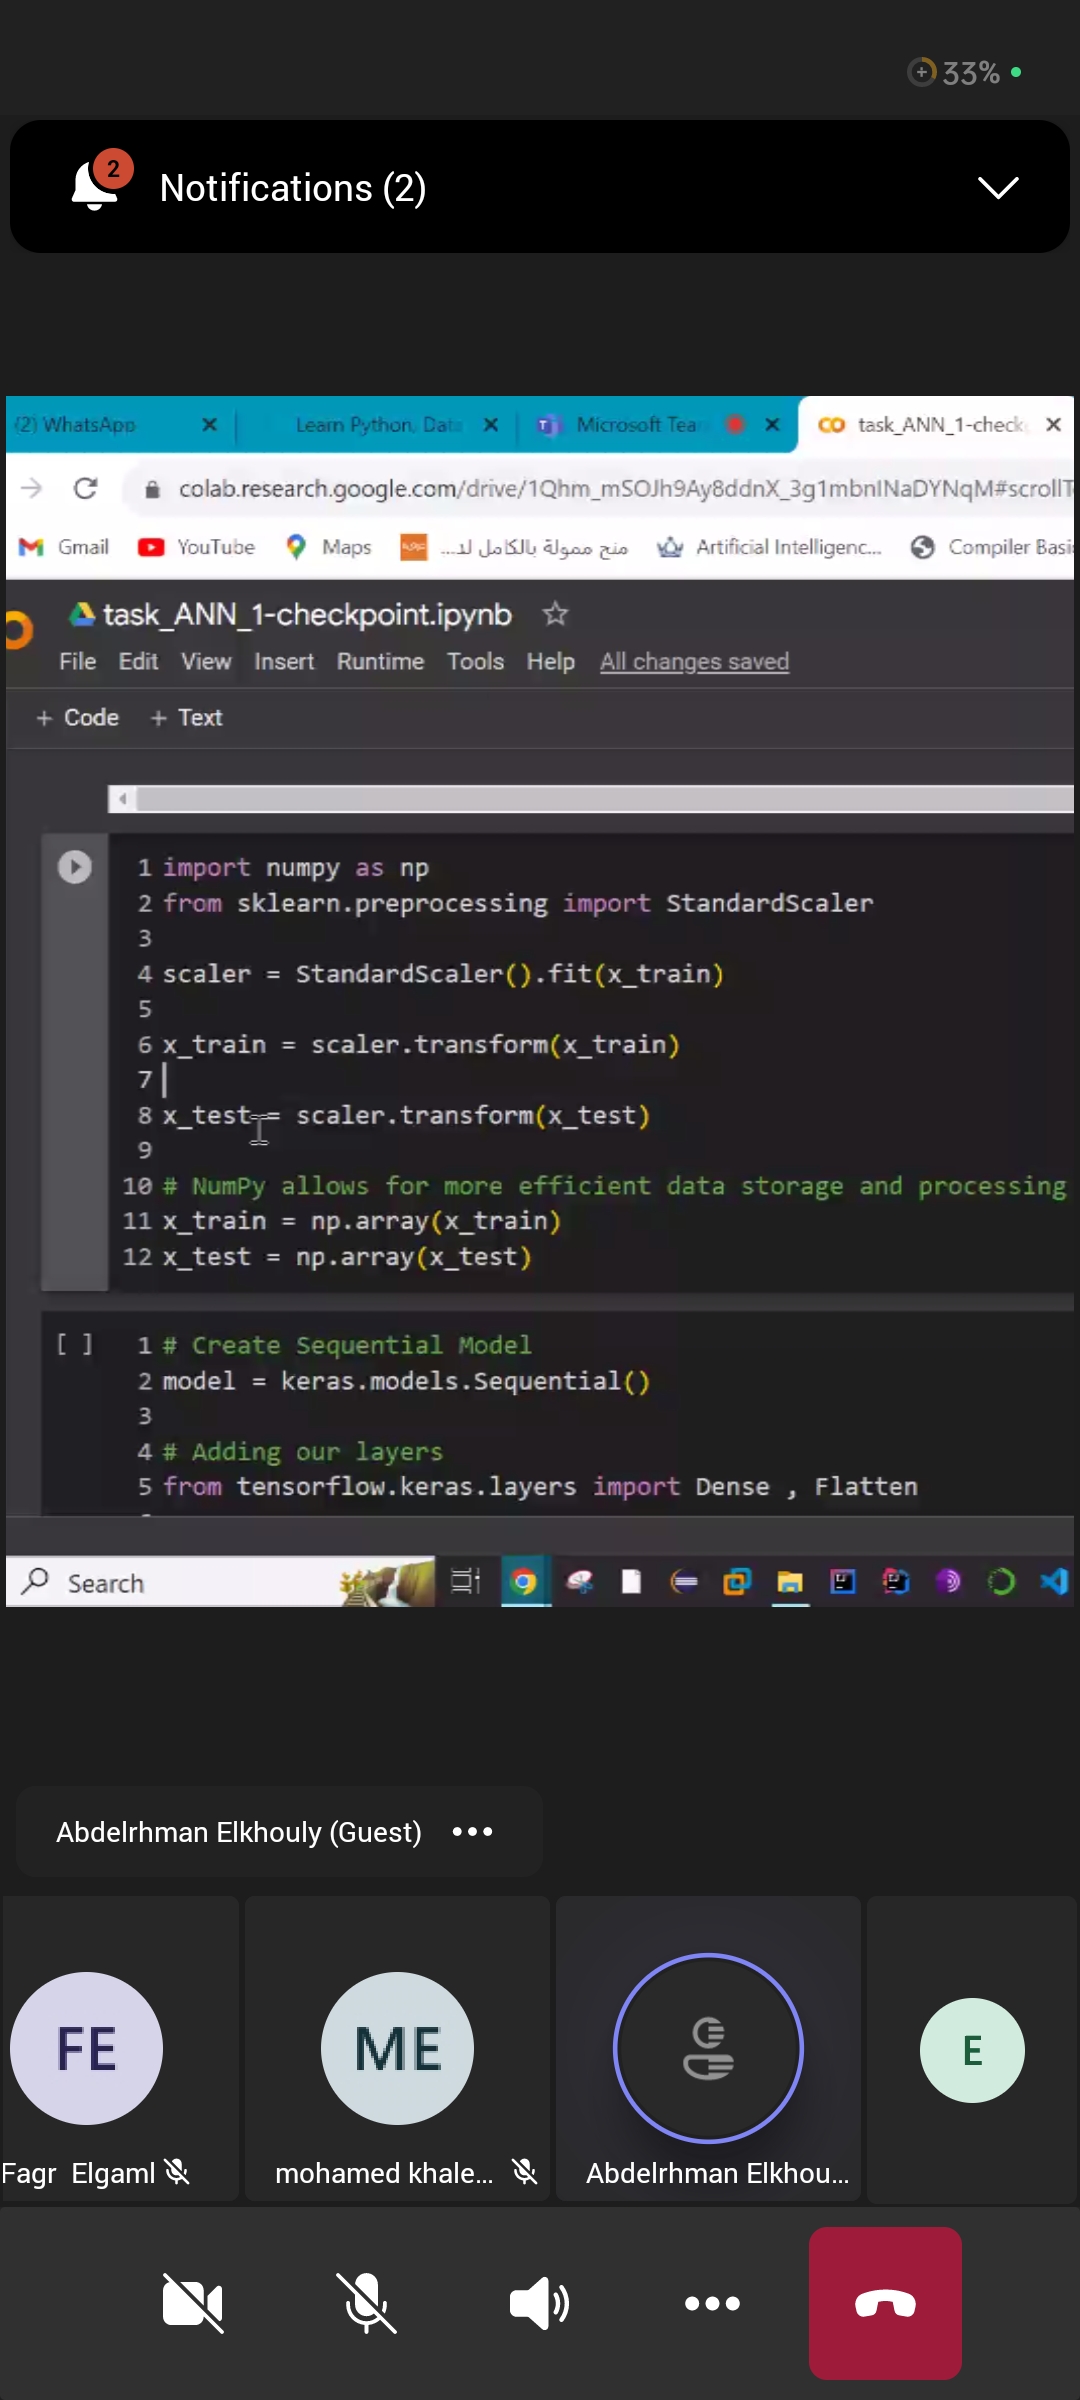 33%
2
Notifications (2)
(2) WhatsApp
Learn Python, Data
Microsoft Tea
task_ANN_1-check
colab.research.google.com/drive/1Qhm_mSOJh9Ay8ddnX_3g1mbnINaDYNqM#scrollT
Gmail YouTube Maps منح ممولة بالكامل لد... Artificial Intelligenc... Compiler Basi
task_ANN_1-checkpoint.ipynb
File Edit View Insert Runtime Tools Help All changes saved
+ Code + Text
1 import numpy as np
2 from sklearn.preprocessing import StandardScaler
3
4 scaler = StandardScaler().fit(x_train)
5
6 x_train = scaler.transform(x_train)
7
8 x_test = scaler.transform(x_test)
9
10 # NumPy allows for more efficient data storage and processing
11 x_train = np.array(x_train)
12 x_test = np.array(x_test)
[ ] 1 # Create Sequential Model
2 model = keras.models.Sequential()
3
4 # Adding our layers
5 from tensorflow.keras.layers import Dense , Flatten
Search
Abdelrhman Elkhouly (Guest)
FE
ME
E
Fagr Elgaml
mohamed khale...
Abdelrhman Elkhou...